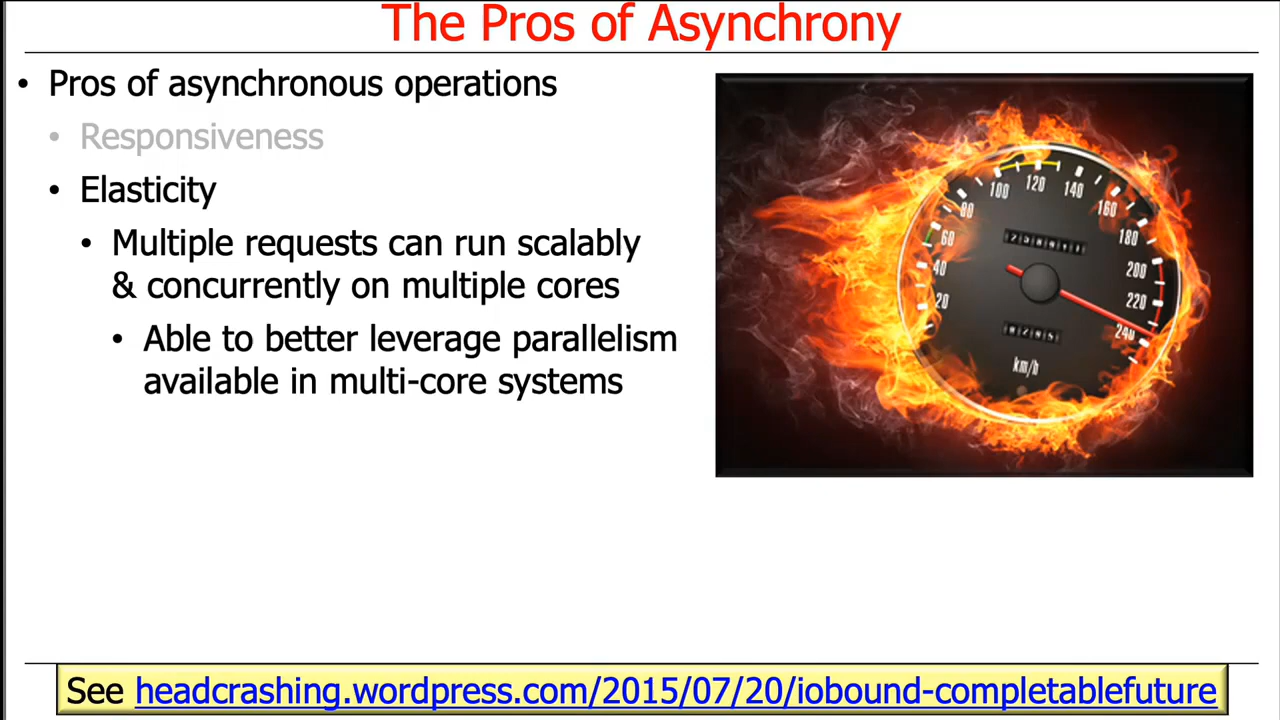 The Pros of Asynchrony
• Pros of asynchronous operations
• Responsiveness
• Elasticity
• Multiple requests can run scalably
& concurrently on multiple cores
• Able to better leverage parallelism
available in multi-core systems
20
40
60
80
100
120
140
160
180
200
220
240
km/h
See headcrashing.wordpress.com/2015/07/20/iobound-completablefuture